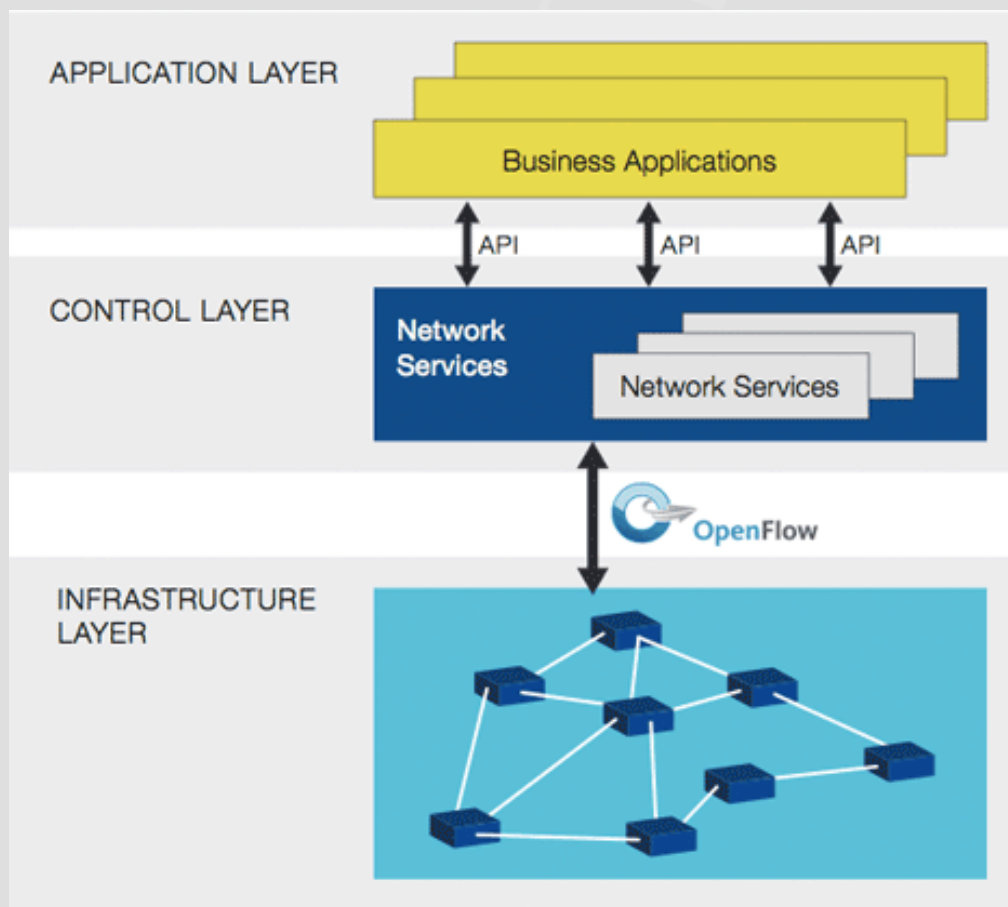 APPLICATION LAYER
Business Applications
API
API
API
CONTROL LAYER
Network
Services
Network Services
OpenFlow
INFRASTRUCTURE
LAYER